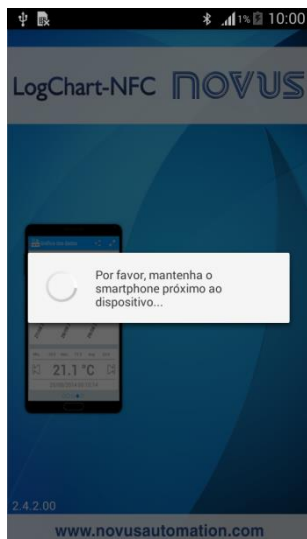 1% 10:00
LogChart-NFC NOVUS
Por favor, mantenha o
smartphone próximo ao
dispositivo...
21.1 °C
2.4.2.00
www.novusautomation.com